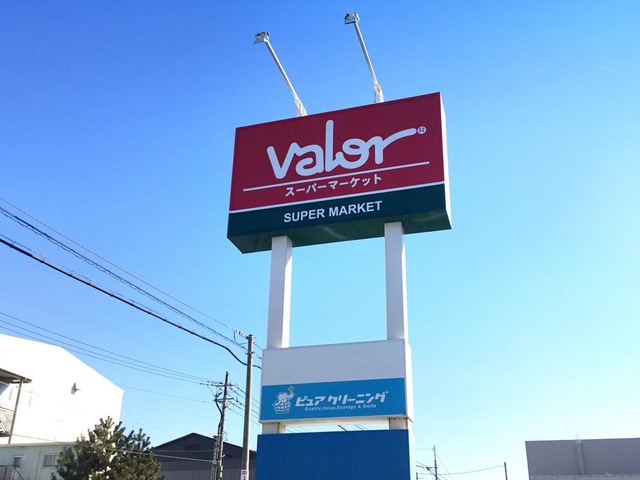 Valor®
スーパーマーケット
SUPER MARKET
ピュアクリーニング
Quality,Value,Ecology & Smile